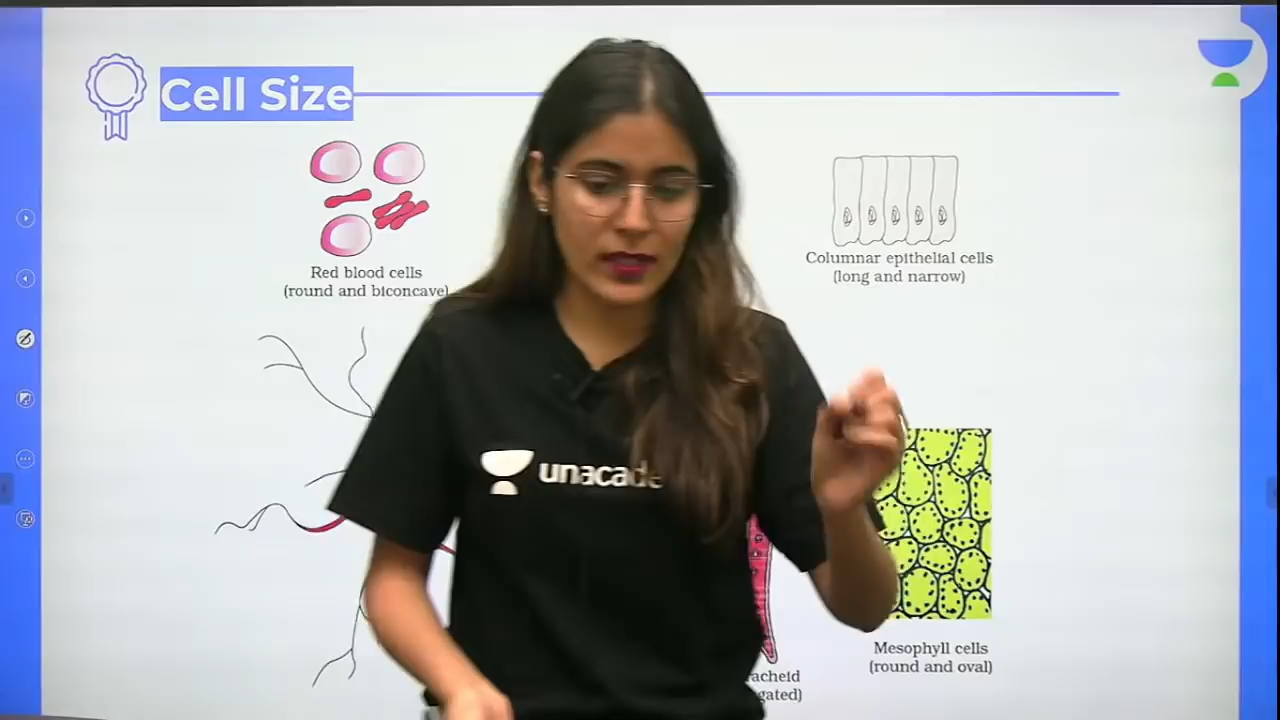 Cell Size
Red blood cells
(round and biconcave)
Columnar epithelial cells
(long and narrow)
unacade
Mesophyll cells
(round and oval)